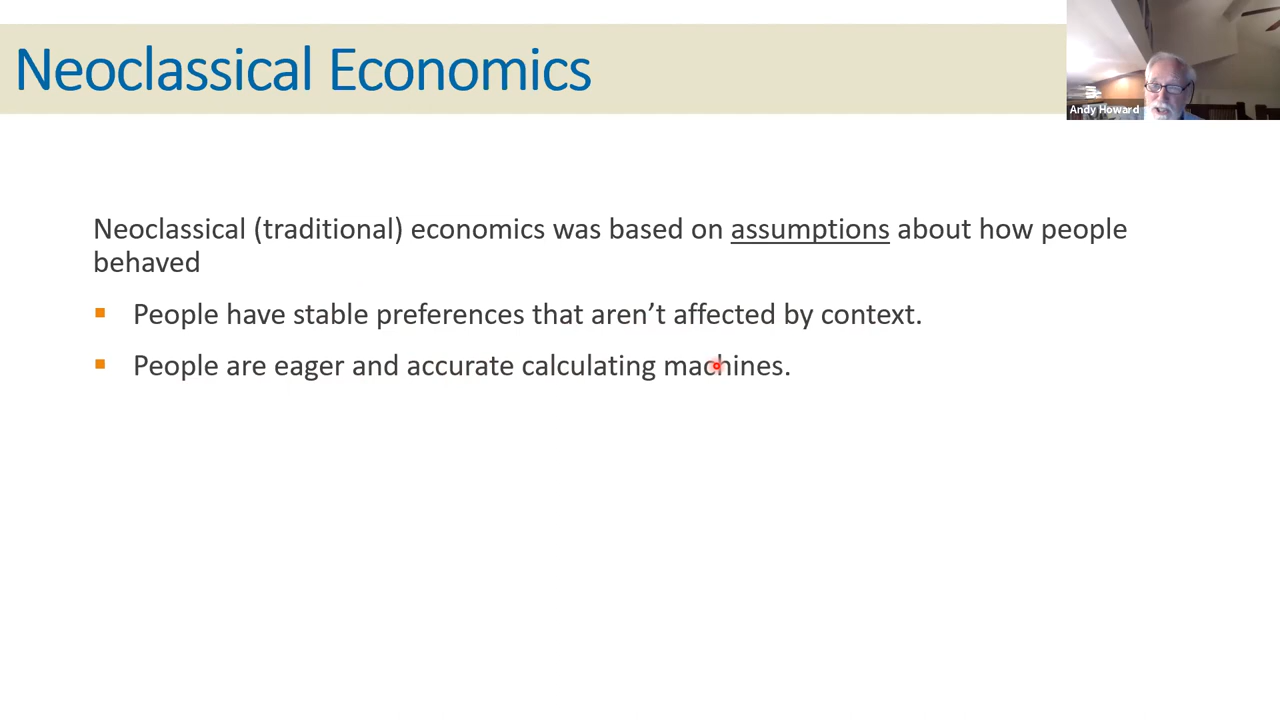 Neoclassical Economics
Andy Howard
Neoclassical (traditional) economics was based on assumptions about how people
behaved
People have stable preferences that aren’t affected by context.
People are eager and accurate calculating machines.